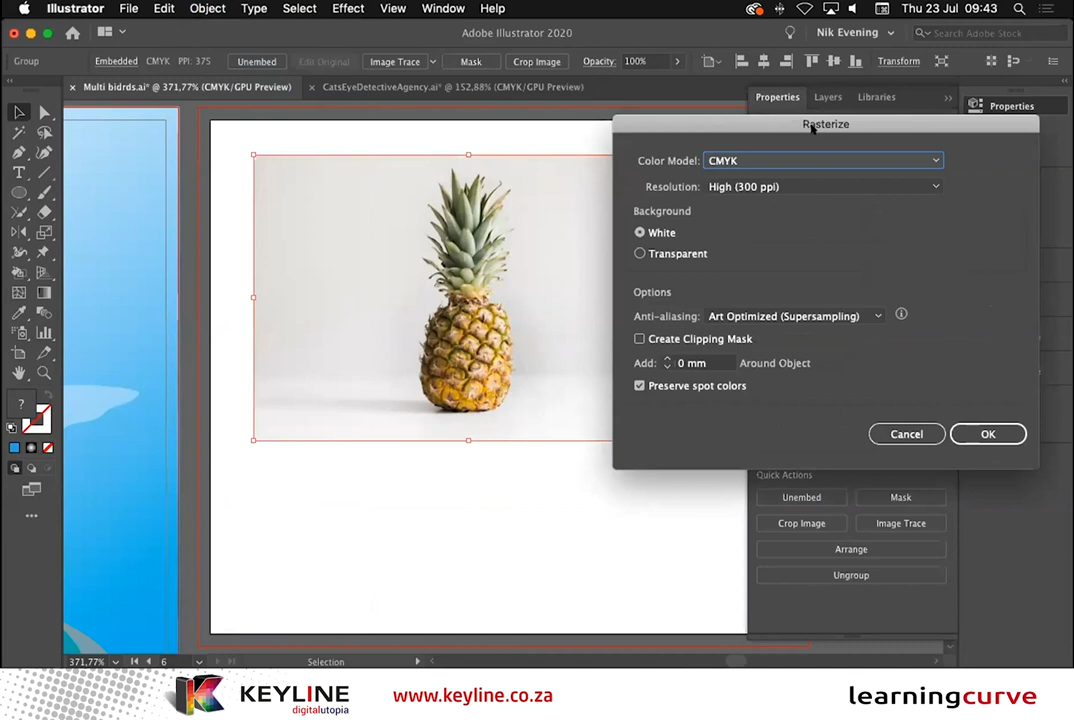 Illustrator File Edit Object Type Select Effect View Window Help Thu 23 Jul 09:43
Adobe Illustrator 2020 Nik Evening Search Adobe Stock
Group Embedded CMYK PPI: 375 Unembed Edit Original Image Trace Mask Crop Image Opacity: 100% Transform
× Multi bidrds.ai* @ 371,77% (CMYK/GPU Preview) × CatsEyeDetectiveAgency.ai* @ 152,88% (CMYK/GPU Preview)
Properties Layers Libraries Properties
Rasterize
Color Model: CMYK
Resolution: High (300 ppi)
Background
White
Transparent
Options
Anti-aliasing: Art Optimized (Supersampling)
Create Clipping Mask
Add: 0 mm Around Object
Preserve spot colors
Cancel OK
Quick Actions
Unembed Mask
Crop Image Image Trace
Arrange
Ungroup
?
371,77% 6 Selection
KEYLINE
digitalutopia
www.keyline.co.za
learningcurve